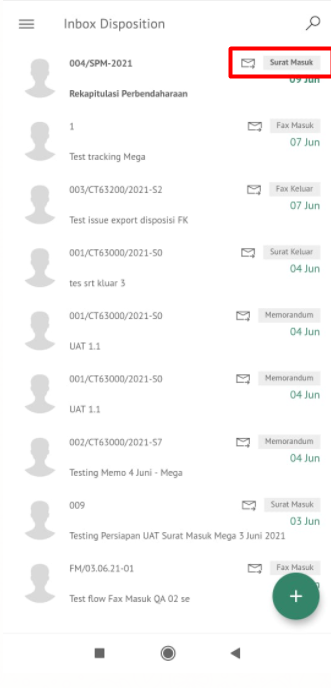 Inbox Disposition
004/SPM-2021
Surat Masuk
09 Jun
Rekapitulasi Perbendaharaan
1
Fax Masuk
07 Jun
Test tracking Mega
003/CT63200/2021-S2
Fax Keluar
07 Jun
Test issue export disposisi FK
001/CT63000/2021-S0
Surat Keluar
04 Jun
tes srt kluar 3
001/CT63000/2021-S0
Memorandum
04 Jun
UAT 1.1
001/CT63000/2021-S0
Memorandum
04 Jun
UAT 1.1
002/CT63000/2021-S7
Memorandum
04 Jun
Testing Memo 4 Juni - Mega
009
Surat Masuk
03 Jun
Testing Persiapan UAT Surat Masuk Mega 3 Juni 2021
FM/03.06.21-01
Fax Masuk
Test flow Fax Masuk QA 02 se